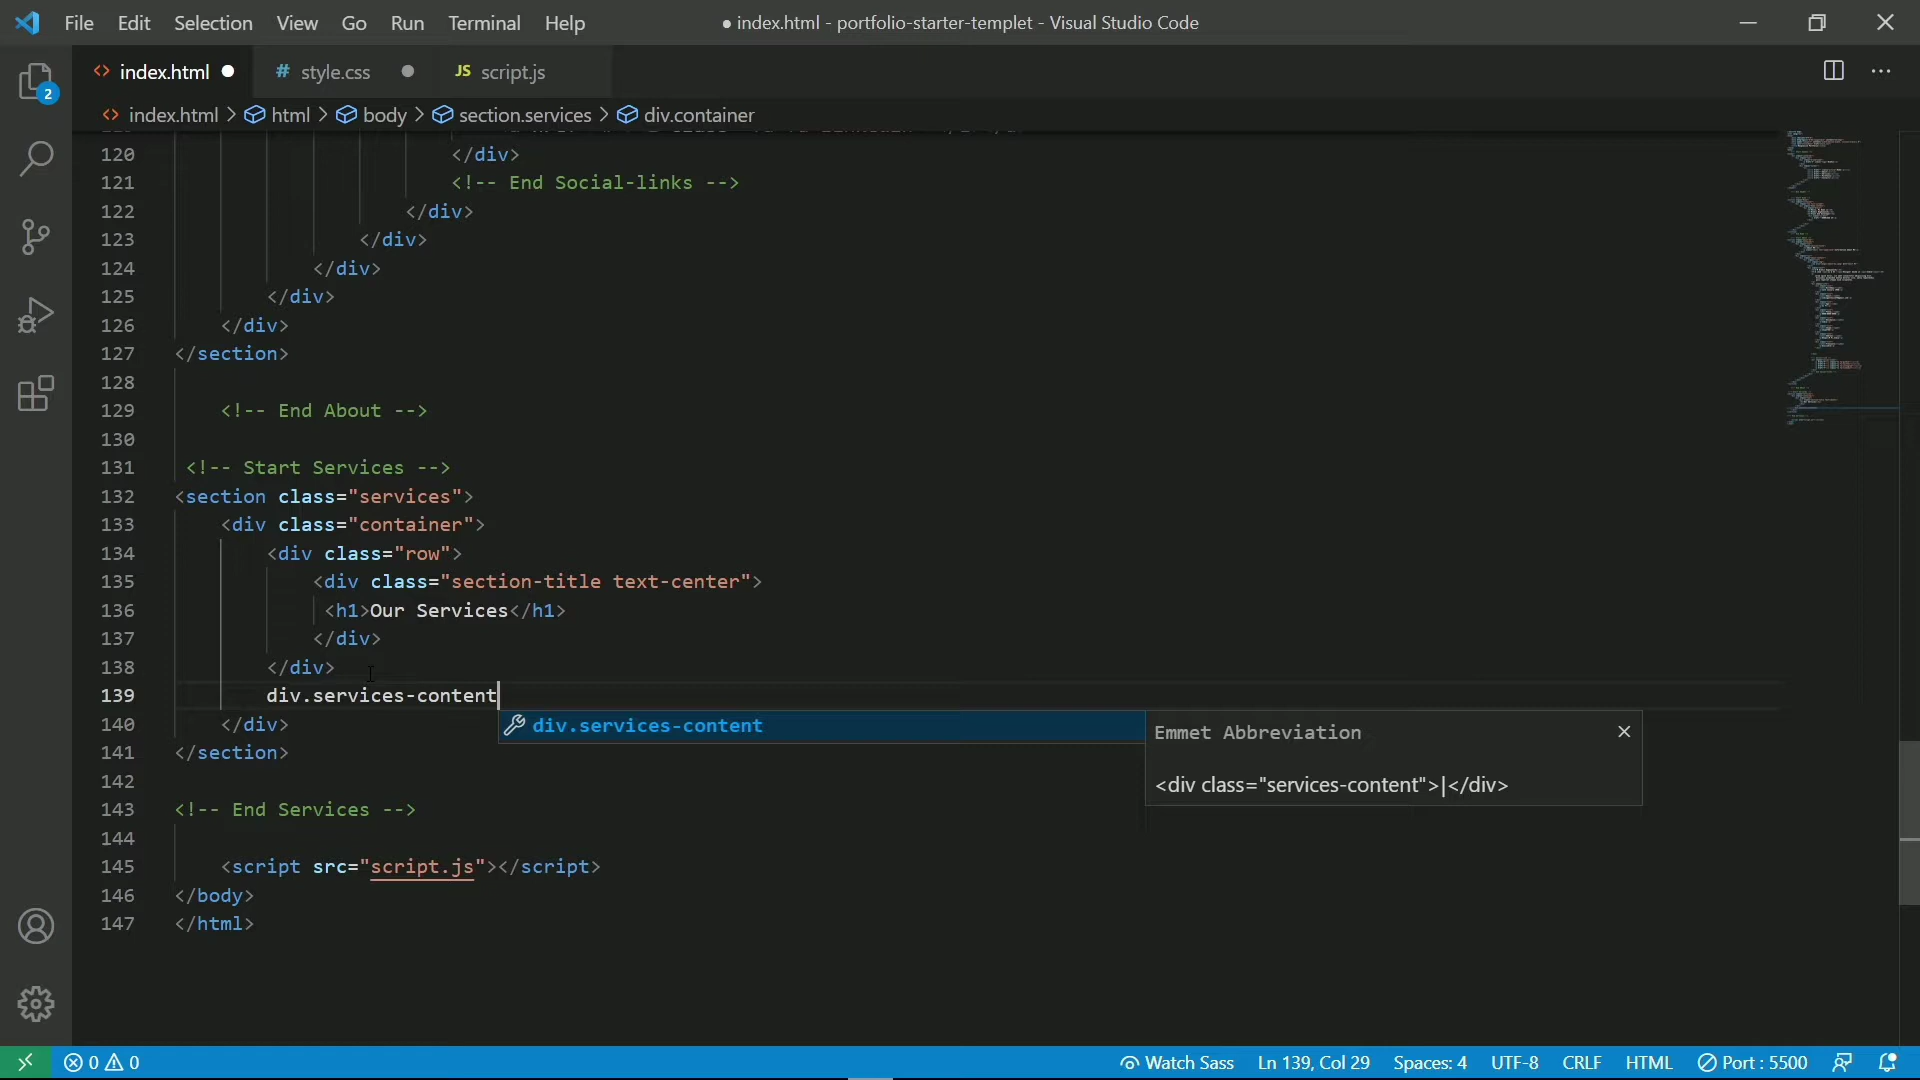 File Edit Selection View Go Run Terminal Help ● index.html - portfolio-starter-templet - Visual Studio Code
index.html style.css JS script.js
2
index.html > html > body > section.services > div.container
120 </div>
121 <!-- End Social-links -->
122 </div>
123 </div>
124 </div>
125 </div>
126 </div>
127 </section>
128
129 <!-- End About -->
130
131 <!-- Start Services -->
132 <section class="services">
133 <div class="container">
134 <div class="row">
135 <div class="section-title text-center">
136 <h1>Our Services</h1>
137 </div>
138 </div>
139 div.services-content
140 </div>
div.services-content
Emmet Abbreviation
<div class="services-content">|</div>
141 </section>
142
143 <!-- End Services -->
144
145 <script src="script.js"></script>
146 </body>
147 </html>
0 0 Watch Sass Ln 139, Col 29 Spaces: 4 UTF-8 CRLF HTML Port : 5500